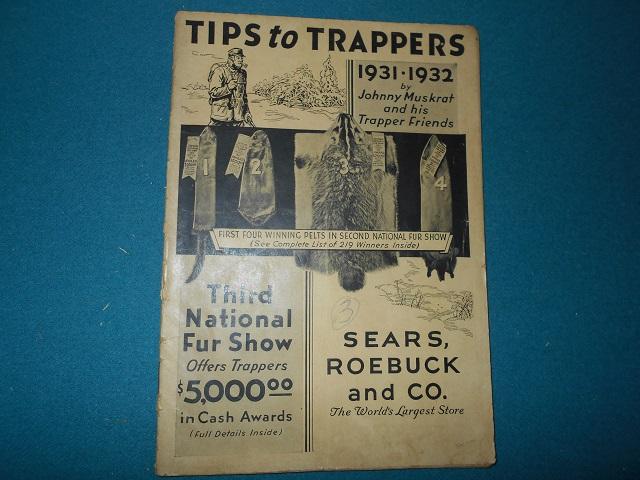 TIPS to TRAPPERS
1931·1932
by
Johnny Muskrat
and his
Trapper Friends
1
2
3
4
FIRST FOUR WINNING PELTS IN SECOND NATIONAL FUR SHOW
(See Complete List of 219 Winners Inside)
Third
National
Fur Show
Offers Trappers
$5,000.00
in Cash Awards
(Full Details Inside)
3
SEARS,
ROEBUCK
and CO.
The World's Largest Store